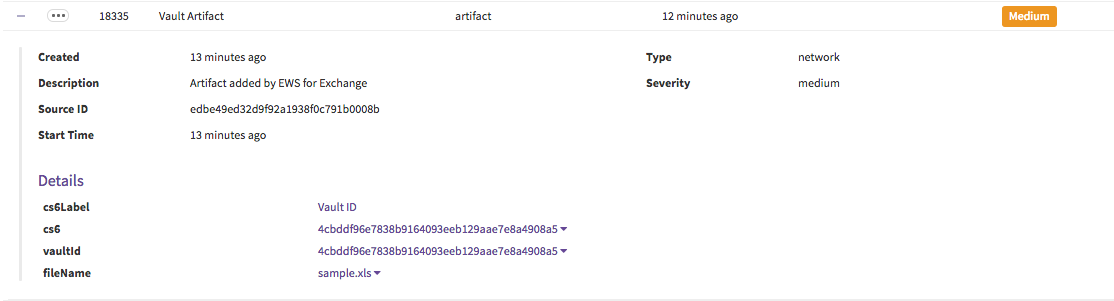 18335 Vault Artifact artifact 12 minutes ago Medium
Created 13 minutes ago Type network
Description Artifact added by EWS for Exchange Severity medium
Source ID edbe49ed32d9f92a1938f0c791b0008b
Start Time 13 minutes ago
Details
cs6Label Vault ID
cs6 4cbddf96e7838b9164093eeb129aae7e8a4908a5
vaultId 4cbddf96e7838b9164093eeb129aae7e8a4908a5
fileName sample.xls